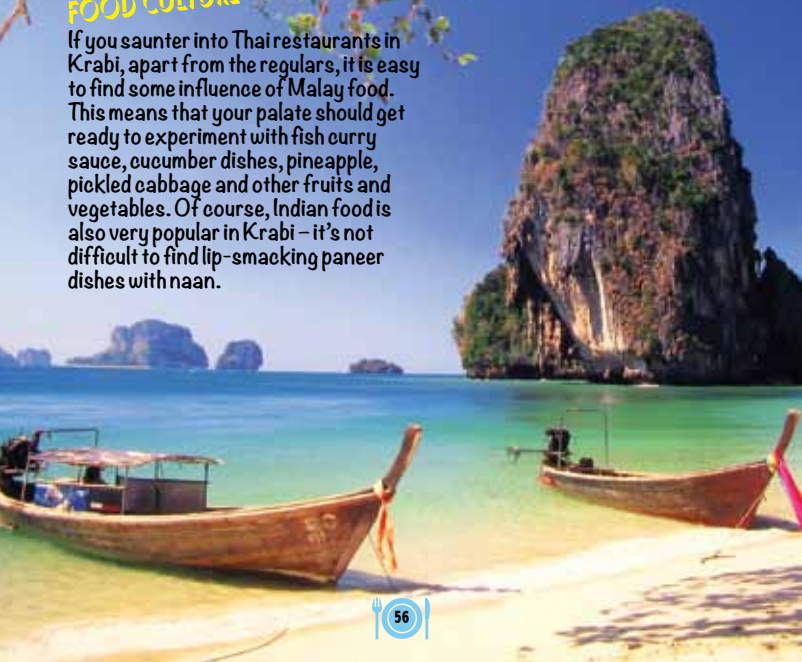 FOOD CULTURE
If you saunter into Thai restaurants in
Krabi, apart from the regulars, it is easy
to find some influence of Malay food.
This means that your palate should get
ready to experiment with fish curry
sauce, cucumber dishes, pineapple,
pickled cabbage and other fruits and
vegetables. Of course, Indian food is
also very popular in Krabi – it's not
difficult to find lip-smacking paneer
dishes with naan.
56